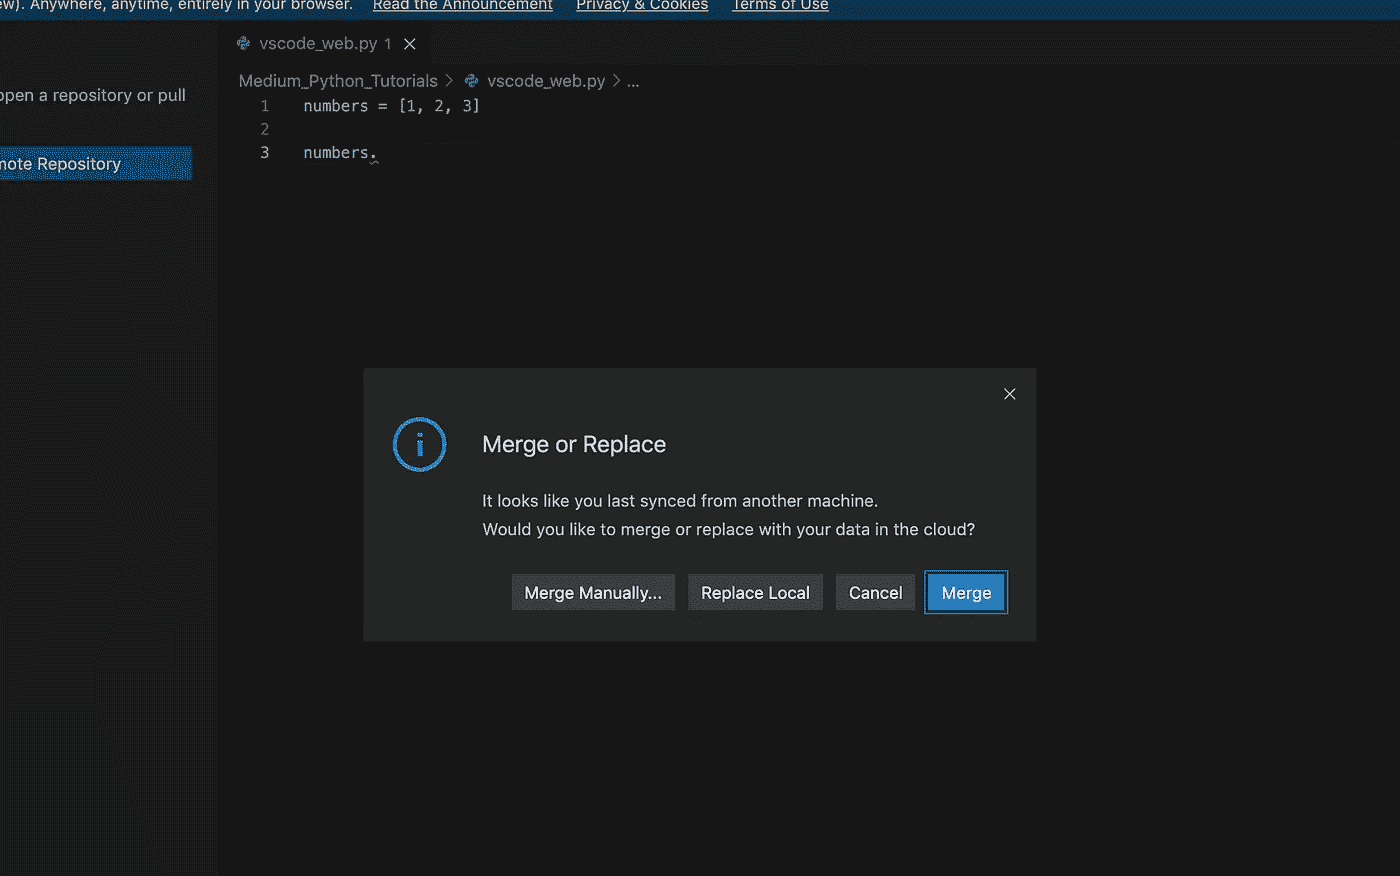 Anywhere, anytime, entirely in your browser. Read the Announcement Privacy & Cookies Terms of Use
vscode_web.py 1
Medium_Python_Tutorials > vscode_web.py > ...
open a repository or pull
Repository
1 numbers = [1, 2, 3]
2
3 numbers.
Merge or Replace
It looks like you last synced from another machine.
Would you like to merge or replace with your data in the cloud?
Merge Manually... Replace Local Cancel Merge